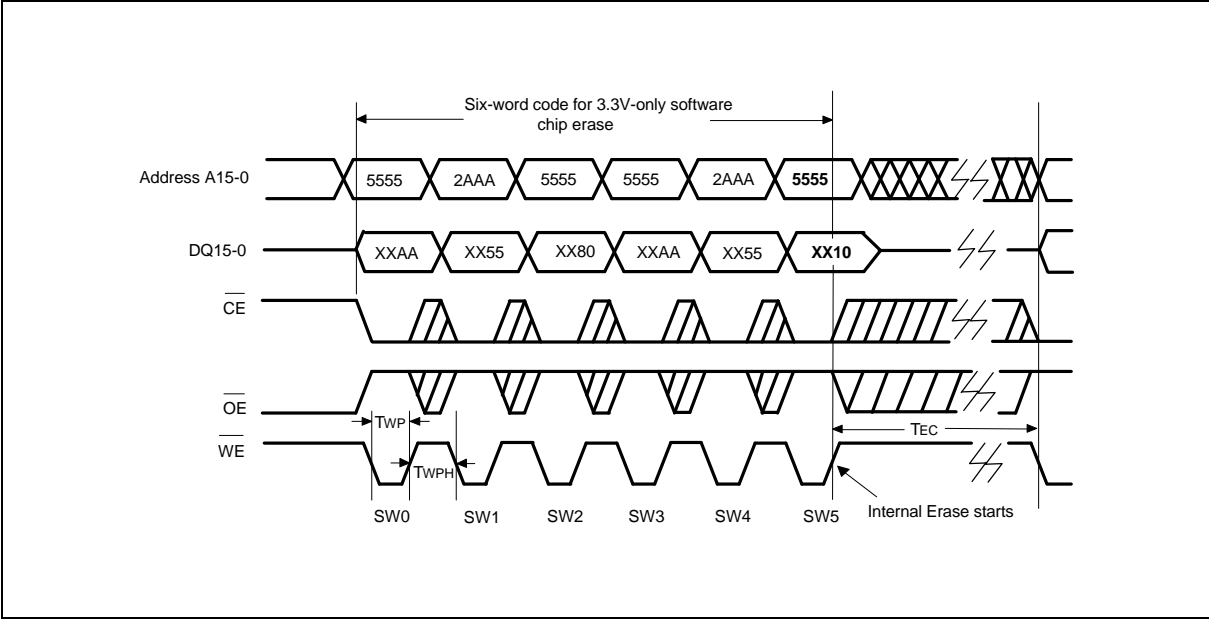 Six-word code for 3.3V-only software
chip erase
Address A15-0
5555 2AAA 5555 5555 2AAA 5555
DQ15-0
XXAA XX55 XX80 XXAA XX55 XX10
CE
OE
TWP
TEC
WE
TWPH
Internal Erase starts
SW0 SW1 SW2 SW3 SW4 SW5